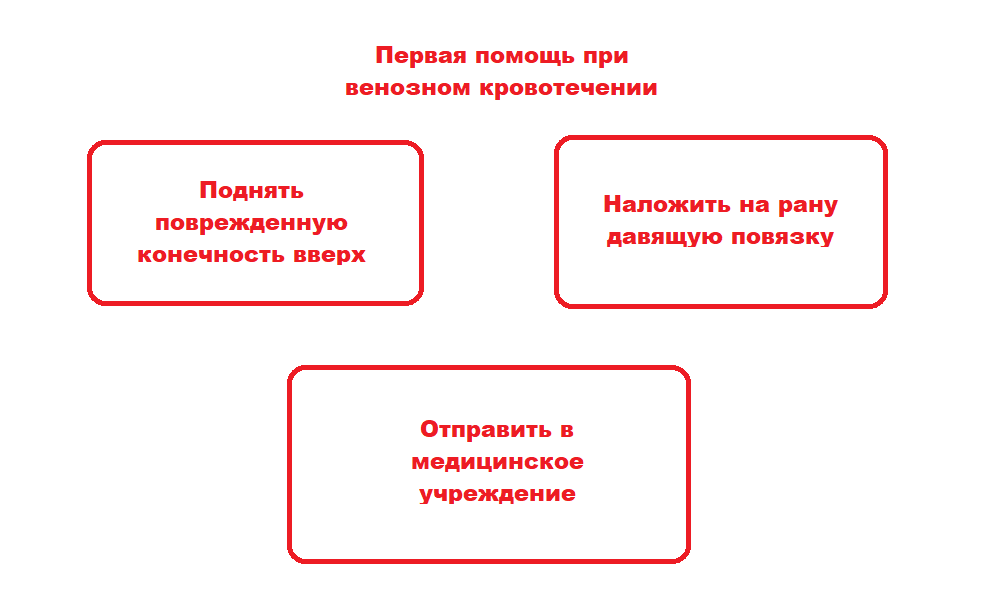 Первая помощь при
венозном кровотечении
Поднять
поврежденную
конечность вверх
Наложить на рану
давящую повязку
Отправить в
медицинское
учреждение